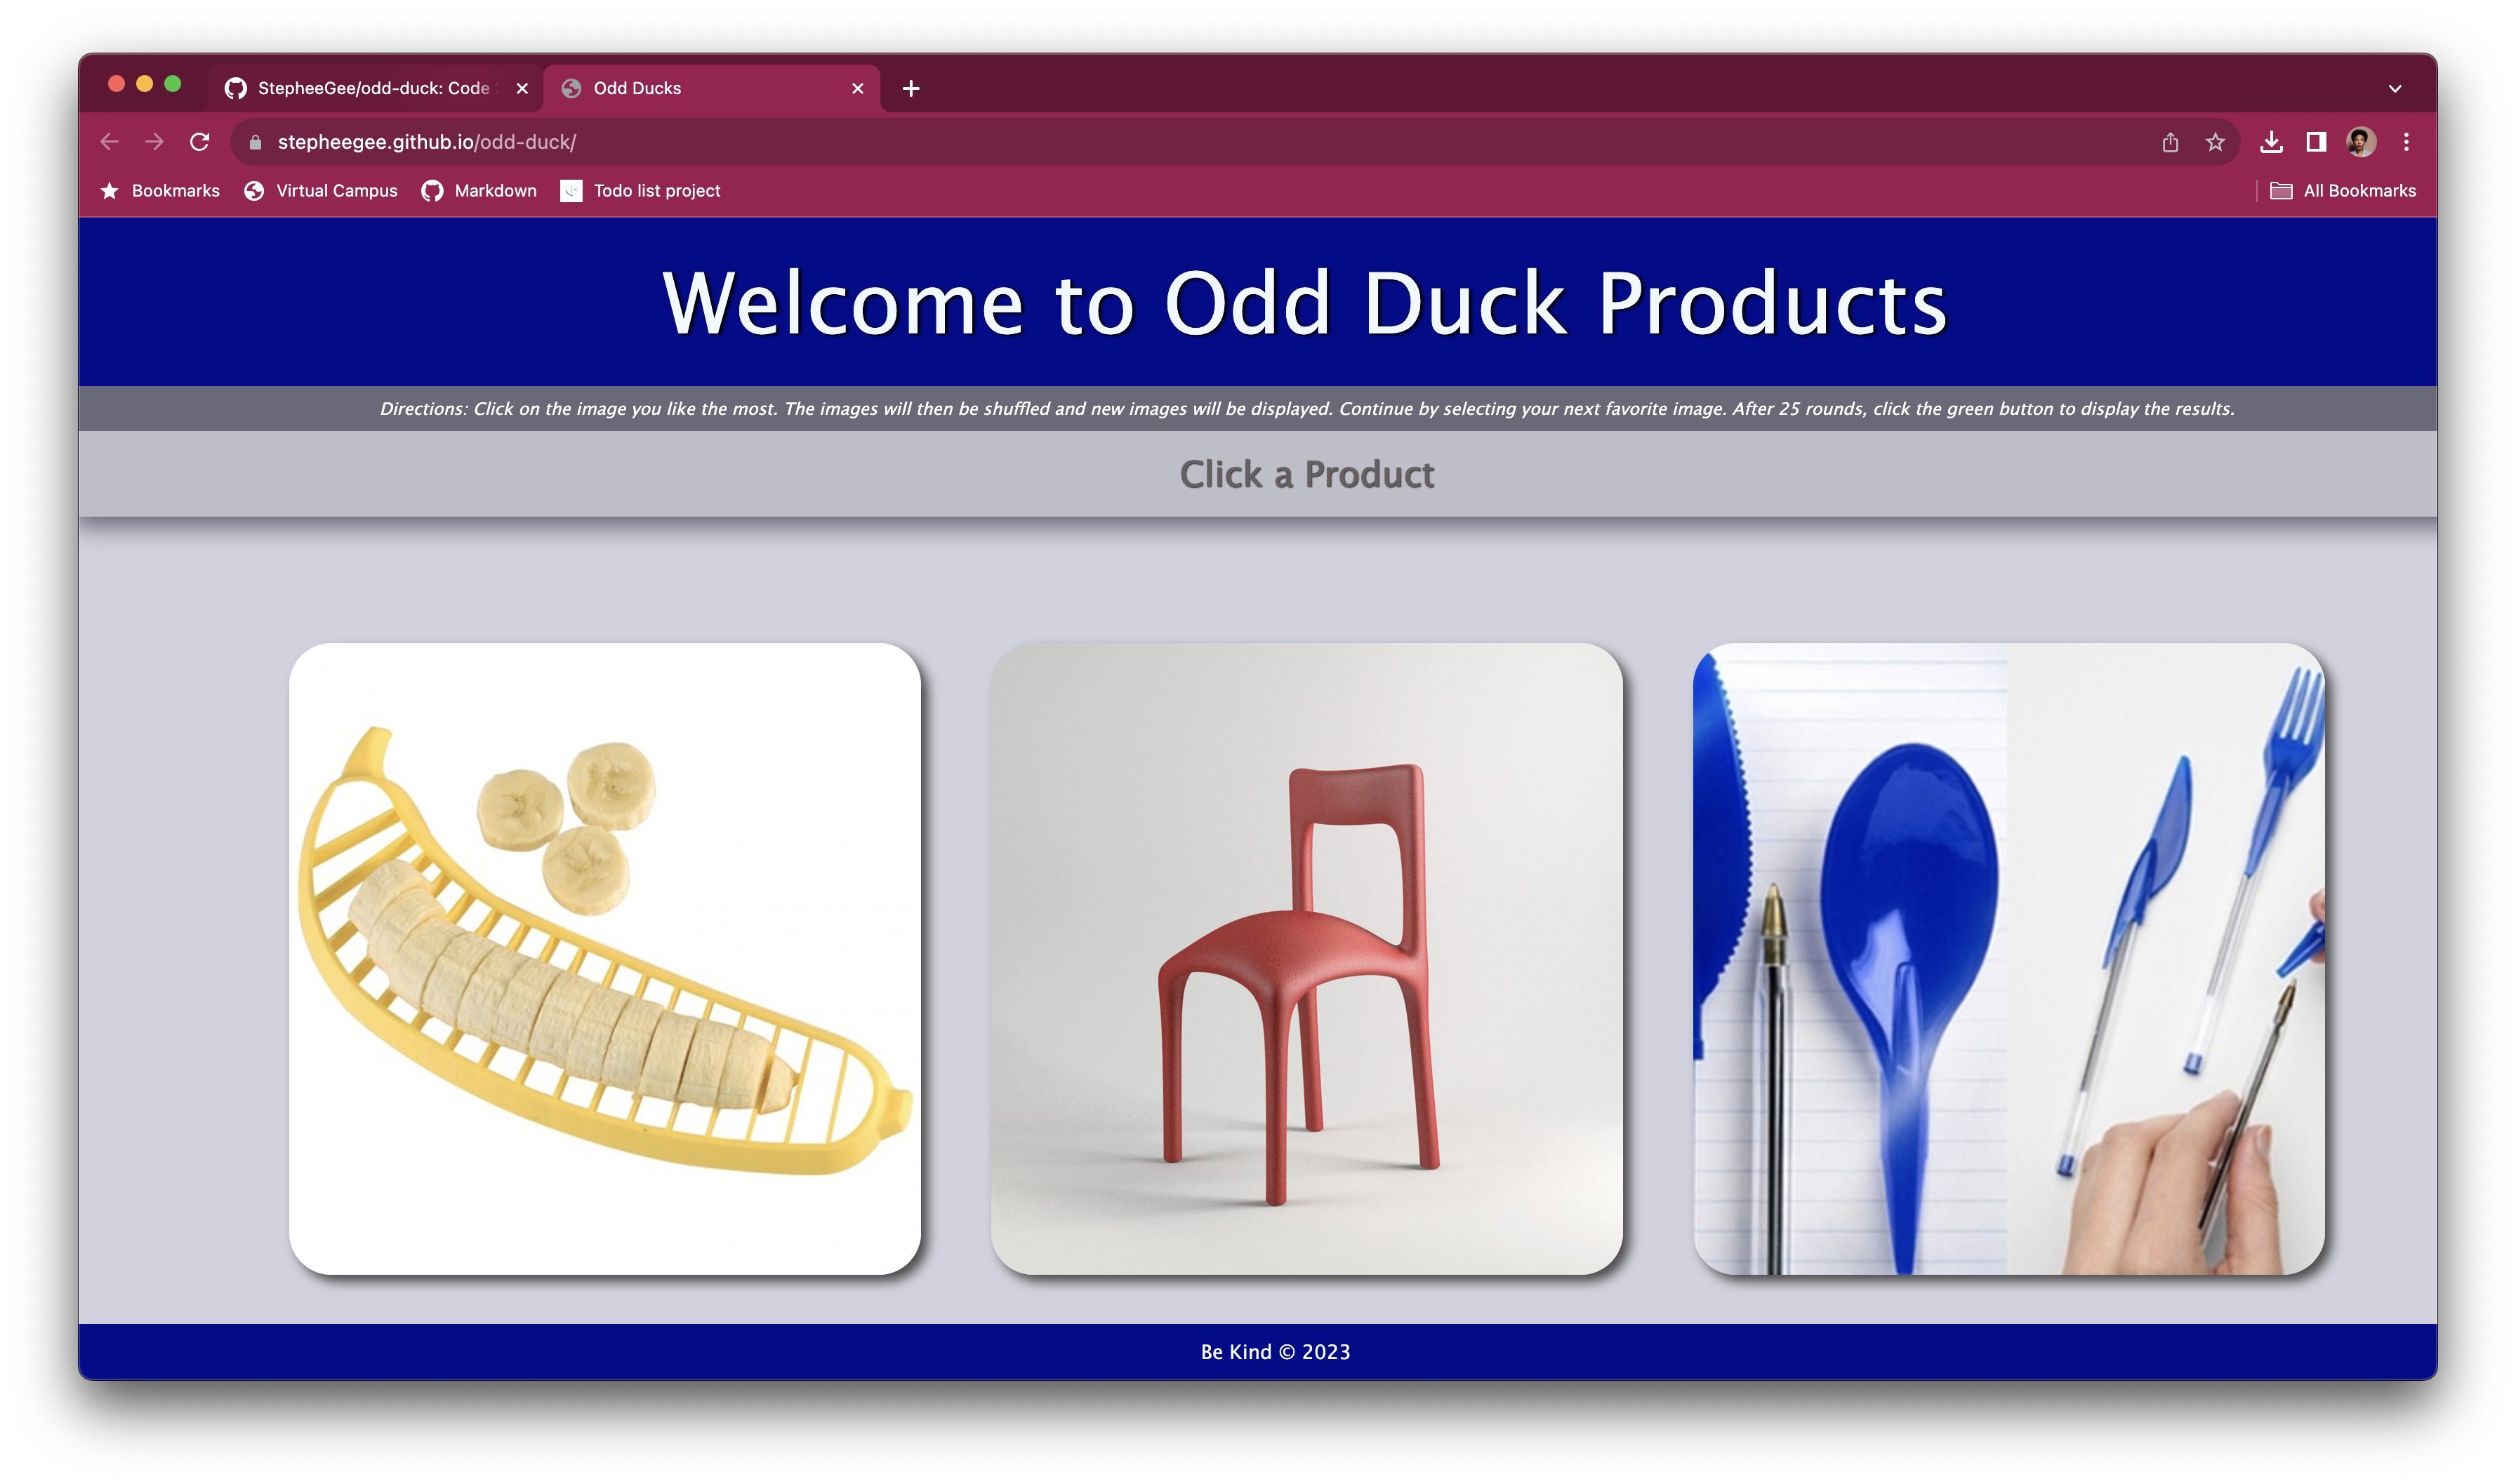 StepheeGee/odd-duck: Code
Odd Ducks
stepheegee.github.io/odd-duck/
Bookmarks
Virtual Campus
Markdown
Todo list project
All Bookmarks
Welcome to Odd Duck Products
Directions: Click on the image you like the most. The images will then be shuffled and new images will be displayed. Continue by selecting your next favorite image. After 25 rounds, click the green button to display the results.
Click a Product
Be Kind © 2023